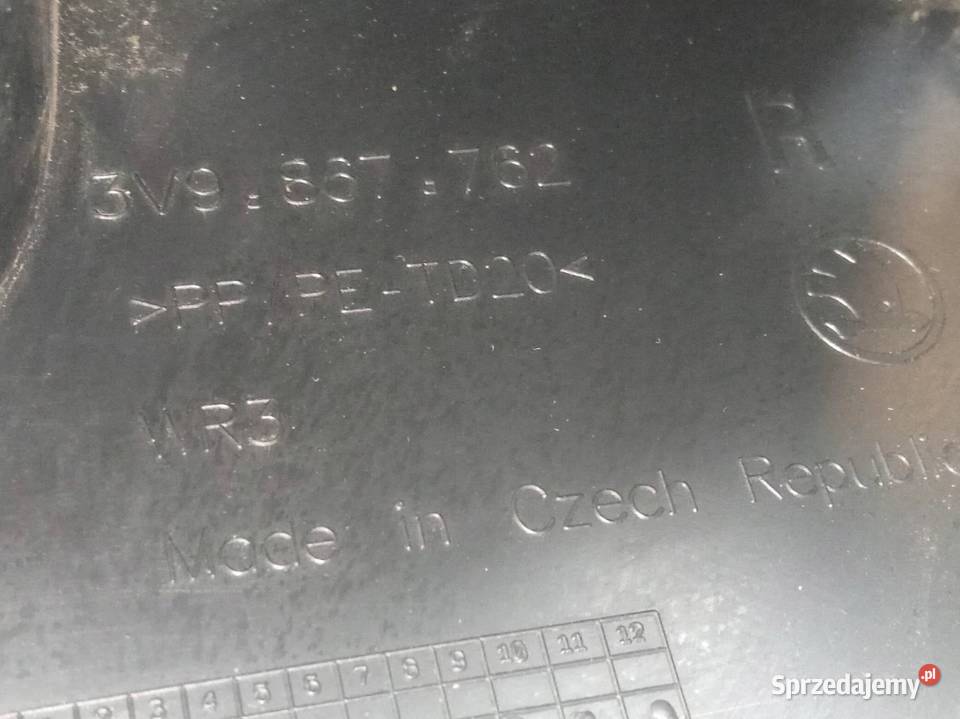 3V9.867.762 R
>PP/PE-TD20<
WR3
Made in Czech Republic
2 3 4 5 6 7 8 9 10 11 12
Sprzedajemy.pl